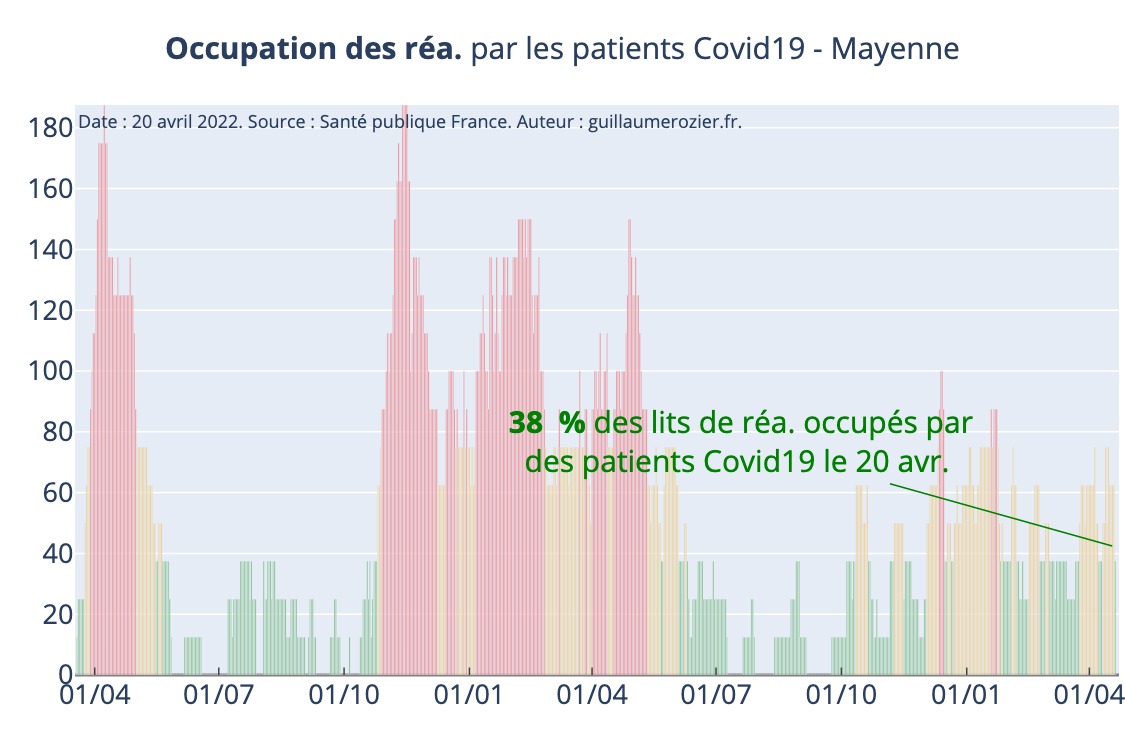 Occupation des réa. par les patients Covid19 - Mayenne
Date : 20 avril 2022. Source : Santé publique France. Auteur : guillaumerozier.fr.
180
160
140
120
100
80
60
40
20
0
38 % des lits de réa. occupés par
des patients Covid19 le 20 avr.
01/04 01/07 01/10 01/01 01/04 01/07 01/10 01/01 01/04